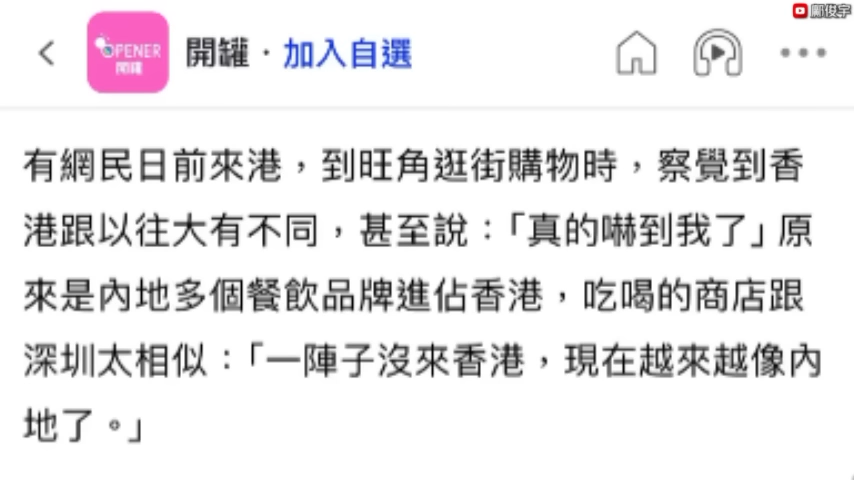 鄺俊宇
OPENER
開罐
開罐·加入自選
有網民日前來港，到旺角逛街購物時，察覺到香
港跟以往大有不同，甚至說：「真的嚇到我了」原
來是內地多個餐飲品牌進佔香港，吃喝的商店跟
深圳太相似：「一陣子沒來香港，現在越來越像內
地了。」